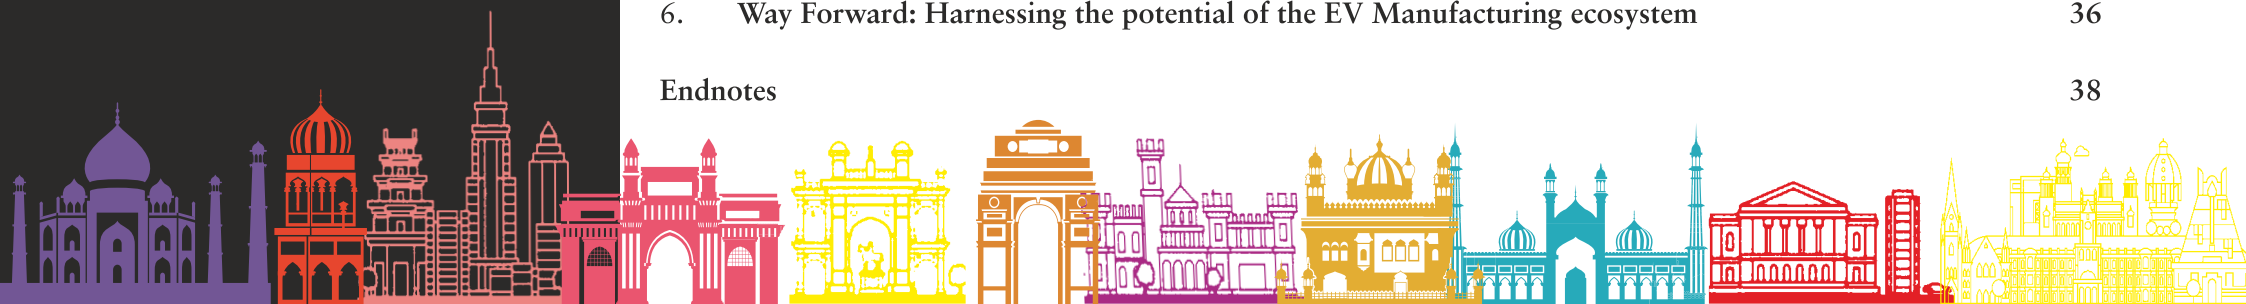 6. Way Forward: Harnessing the potential of the EV Manufacturing ecosystem 36
Endnotes 38